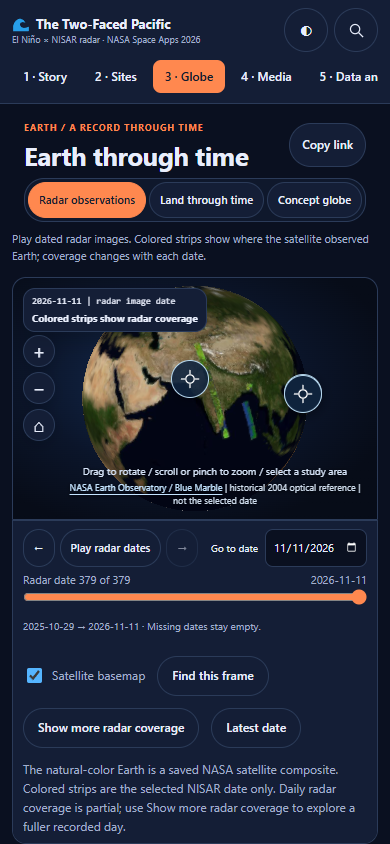 The Two-Faced Pacific
El Niño × NISAR radar · NASA Space Apps 2026
1 · Story
2 · Sites
3 · Globe
4 · Media
5 · Data an
EARTH / A RECORD THROUGH TIME
Earth through time
Copy link
Radar observations
Land through time
Concept globe
Play dated radar images. Colored strips show where the satellite observed
Earth; coverage changes with each date.
2026-11-11 | radar image date
Colored strips show radar coverage
+
−
⌂
Drag to rotate / scroll or pinch to zoom / select a study area
NASA Earth Observatory / Blue Marble | historical 2004 optical reference |
not the selected date
←
Play radar dates
→
Go to date
11/11/2026
Radar date 379 of 379
2026-11-11
2025-10-29 → 2026-11-11 · Missing dates stay empty.
Satellite basemap
Find this frame
Show more radar coverage
Latest date
The natural-color Earth is a saved NASA satellite composite.
Colored strips are the selected NISAR date only. Daily radar
coverage is partial; use Show more radar coverage to explore a
fuller recorded day.